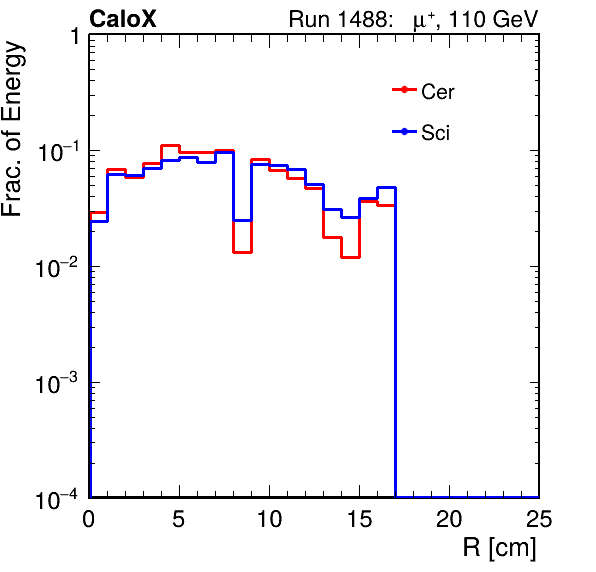 CaloX Run 1488: μ⁺, 110 GeV
Frac. of Energy
1
10⁻¹
10⁻²
10⁻³
10⁻⁴
Cer
Sci
0 5 10 15 20 25
R [cm]